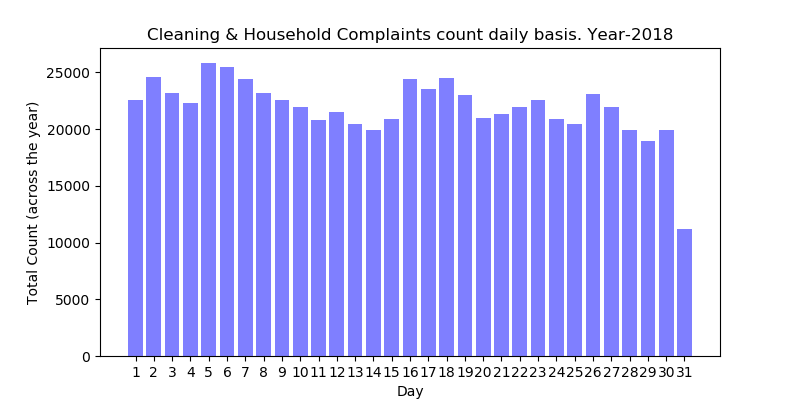 Cleaning & Household Complaints count daily basis. Year-2018
Total Count (across the year)
25000
20000
15000
10000
5000
0
1 2 3 4 5 6 7 8 9 10 11 12 13 14 15 16 17 18 19 20 21 22 23 24 25 26 27 28 29 30 31
Day